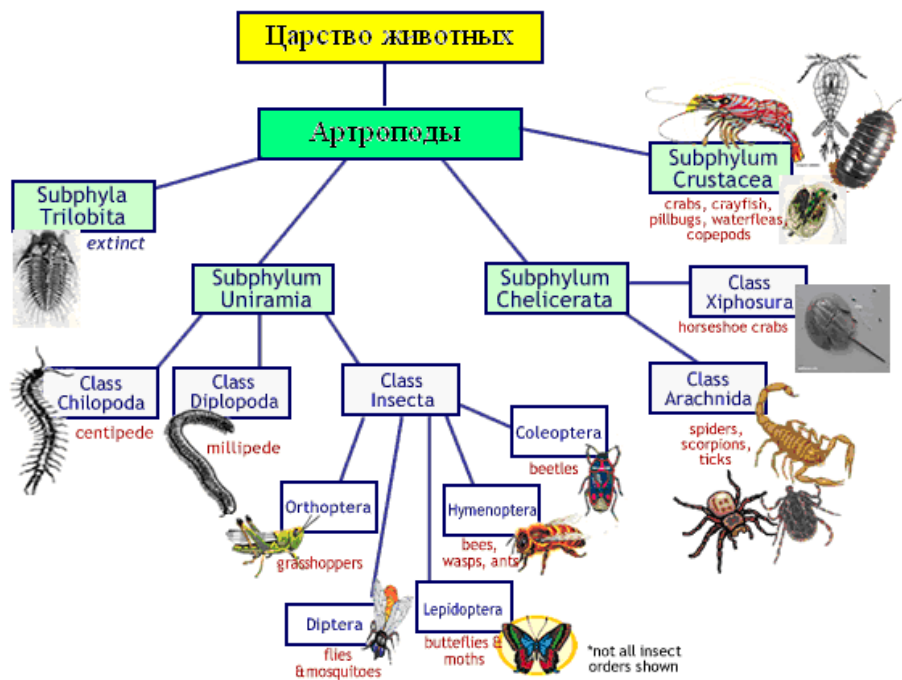 Царство животных
Артроподы
Subphylum
Crustacea
crabs, crayfish,
pillbugs, waterfleas,
copepods
Subphyla
Trilobita
extinct
Subphylum
Uniramia
Subphylum
Chelicerata
Class
Xiphosura
horseshoe crabs
Class
Chilopoda
centipede
Class
Diplopoda
millipede
Class
Insecta
Class
Arachnida
spiders,
scorpions,
ticks
Coleoptera
beetles
Orthoptera
grasshoppers
Hymenoptera
bees,
wasps, ants
Diptera
flies
&mosquitoes
Lepidoptera
butteflies &
moths
*not all insect
orders shown